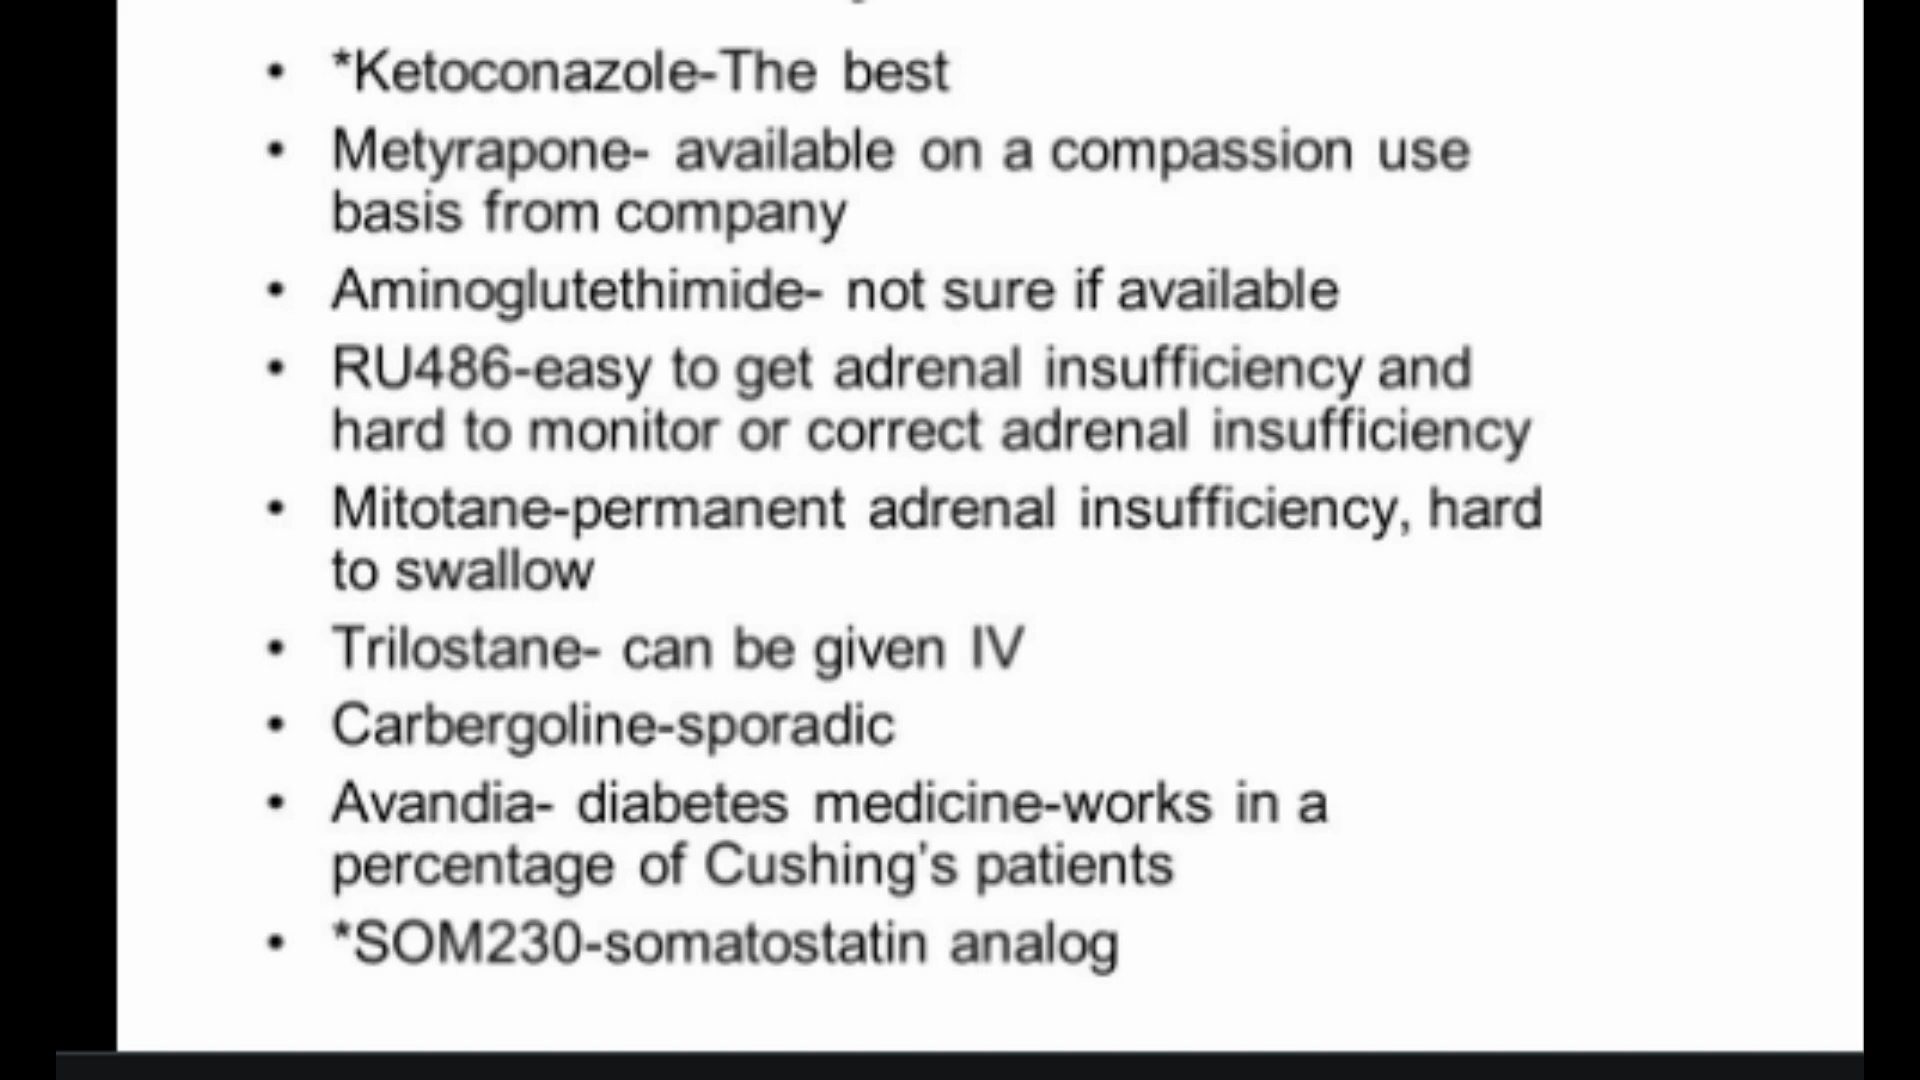 • *Ketoconazole-The best
• Metyrapone- available on a compassion use
basis from company
• Aminoglutethimide- not sure if available
• RU486-easy to get adrenal insufficiency and
hard to monitor or correct adrenal insufficiency
• Mitotane-permanent adrenal insufficiency, hard
to swallow
• Trilostane- can be given IV
• Carbergoline-sporadic
• Avandia- diabetes medicine-works in a
percentage of Cushing's patients
• *SOM230-somatostatin analog